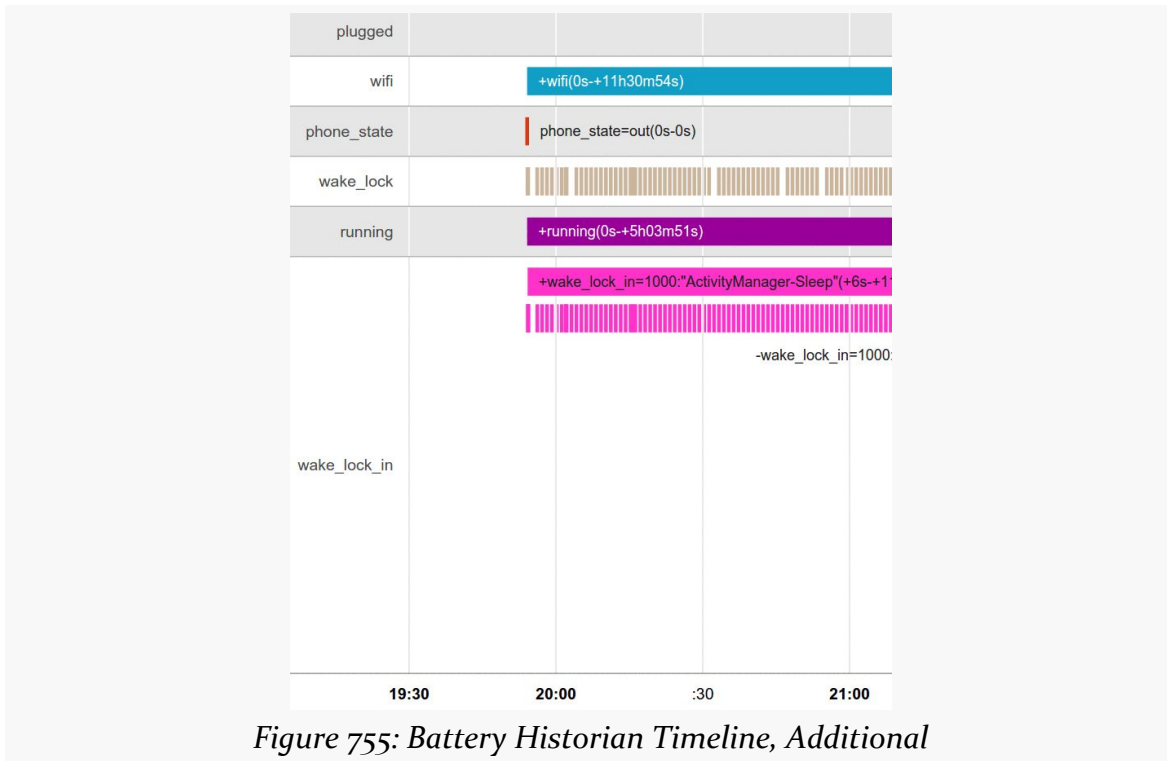 plugged
wifi
+wifi(0s-+11h30m54s)
phone_state
phone_state=out(0s-0s)
wake_lock
running
+running(0s-+5h03m51s)
+wake_lock_in=1000:"ActivityManager-Sleep"(+6s-+1
-wake_lock_in=1000:
wake_lock_in
19:30 20:00 :30 21:00
Figure 755: Battery Historian Timeline, Additional